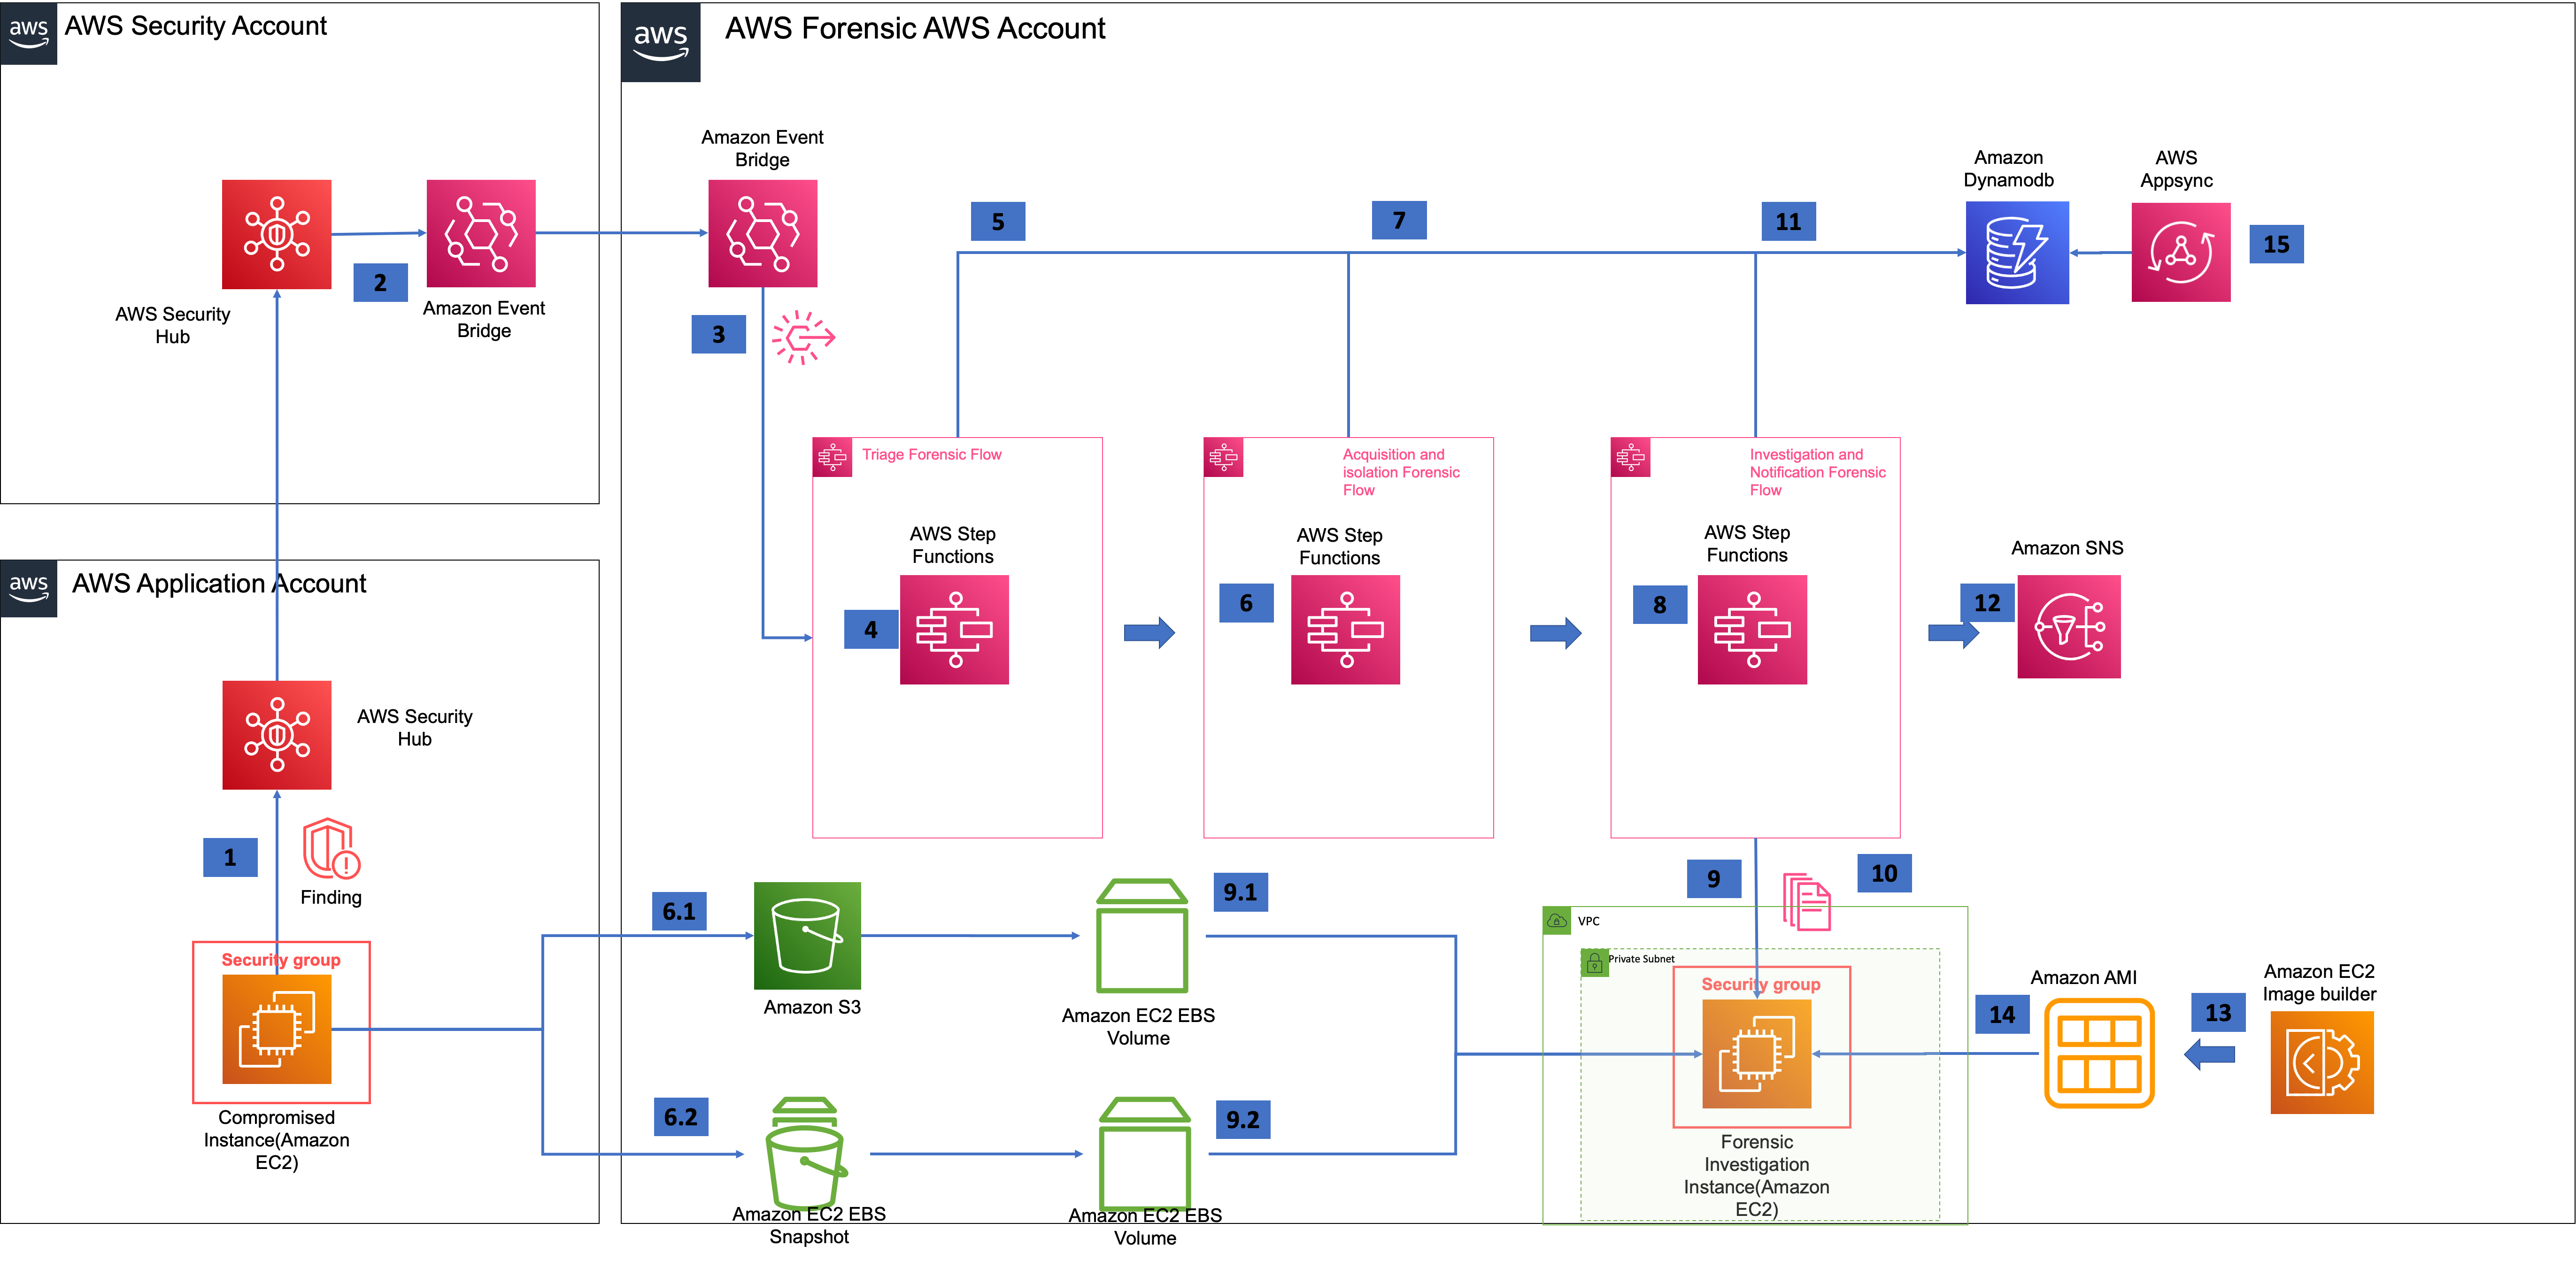 aws
AWS Security Account
AWS Security
Hub
2
Amazon Event
Bridge
aws
AWS Application Account
AWS Security
Hub
1
Finding
Security group
Compromised
Instance(Amazon
EC2)
aws
AWS Forensic AWS Account
Amazon Event
Bridge
3
5
7
11
Amazon
Dynamodb
AWS
Appsync
15
Triage Forensic Flow
AWS Step
Functions
4
Acquisition and
isolation Forensic
Flow
AWS Step
Functions
6
Investigation and
Notification Forensic
Flow
AWS Step
Functions
8
Amazon SNS
12
6.1
Amazon S3
9.1
Amazon EC2 EBS
Volume
6.2
Amazon EC2 EBS
Snapshot
9.2
Amazon EC2 EBS
Volume
9
10
VPC
Private Subnet
Security group
Forensic
Investigation
Instance(Amazon
EC2)
14
Amazon AMI
13
Amazon EC2
Image builder